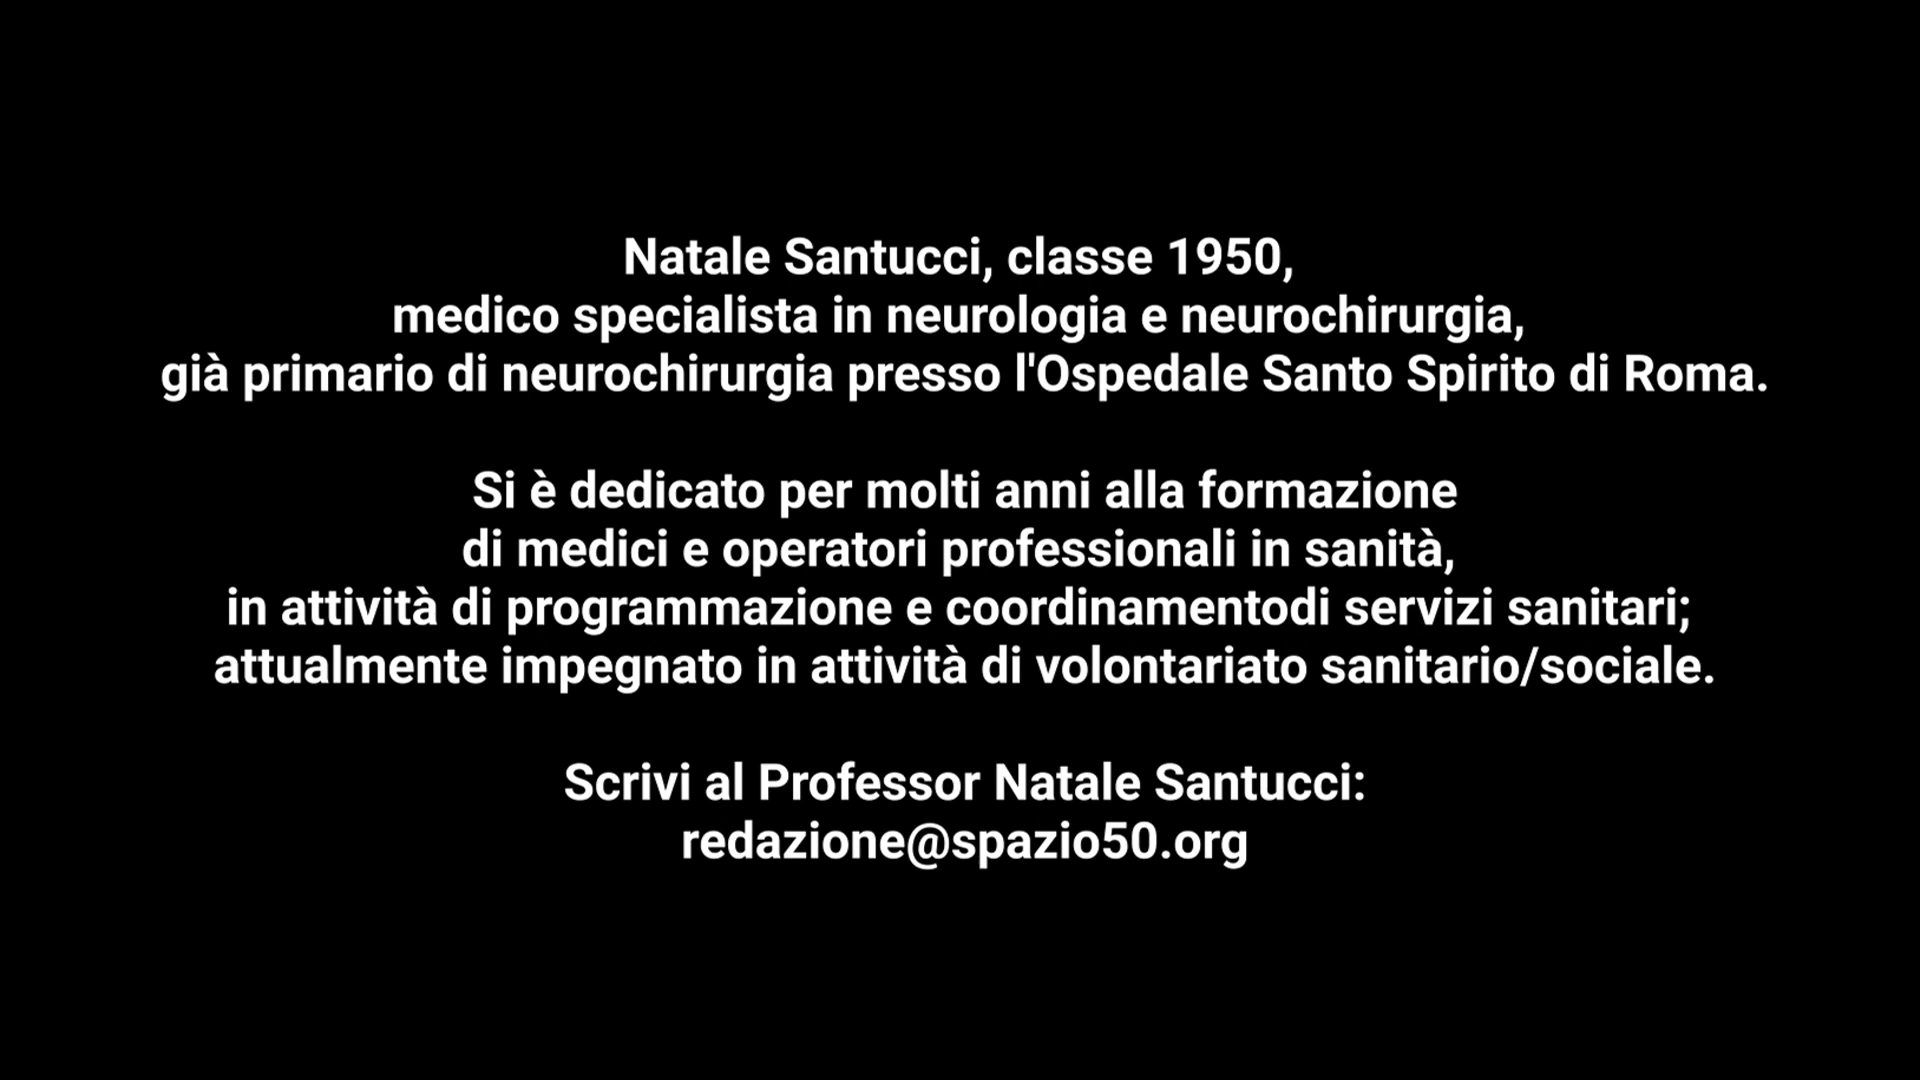 Natale Santucci, classe 1950,
medico specialista in neurologia e neurochirurgia,
già primario di neurochirurgia presso l'Ospedale Santo Spirito di Roma.
Si è dedicato per molti anni alla formazione
di medici e operatori professionali in sanità,
in attività di programmazione e coordinamentodi servizi sanitari;
attualmente impegnato in attività di volontariato sanitario/sociale.
Scrivi al Professor Natale Santucci:
redazione@spazio50.org